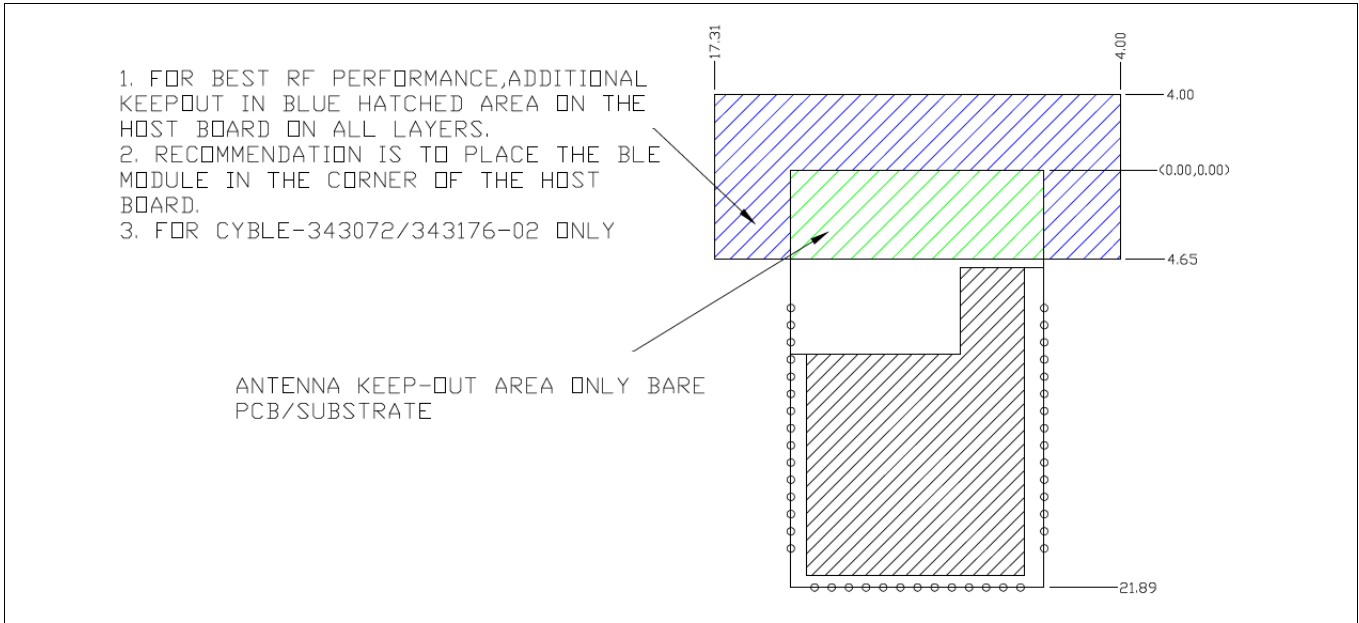 17.31
4.00
1. FOR BEST RF PERFORMANCE,ADDITIONAL
KEEPOUT IN BLUE HATCHED AREA ON THE
HOST BOARD ON ALL LAYERS.
2. RECOMMENDATION IS TO PLACE THE BLE
MODULE IN THE CORNER OF THE HOST
BOARD.
3. FOR CYBLE-343072/343176-02 ONLY
4.00
(0.00,0.00)
4.65
ANTENNA KEEP-OUT AREA ONLY BARE
PCB/SUBSTRATE
21.89